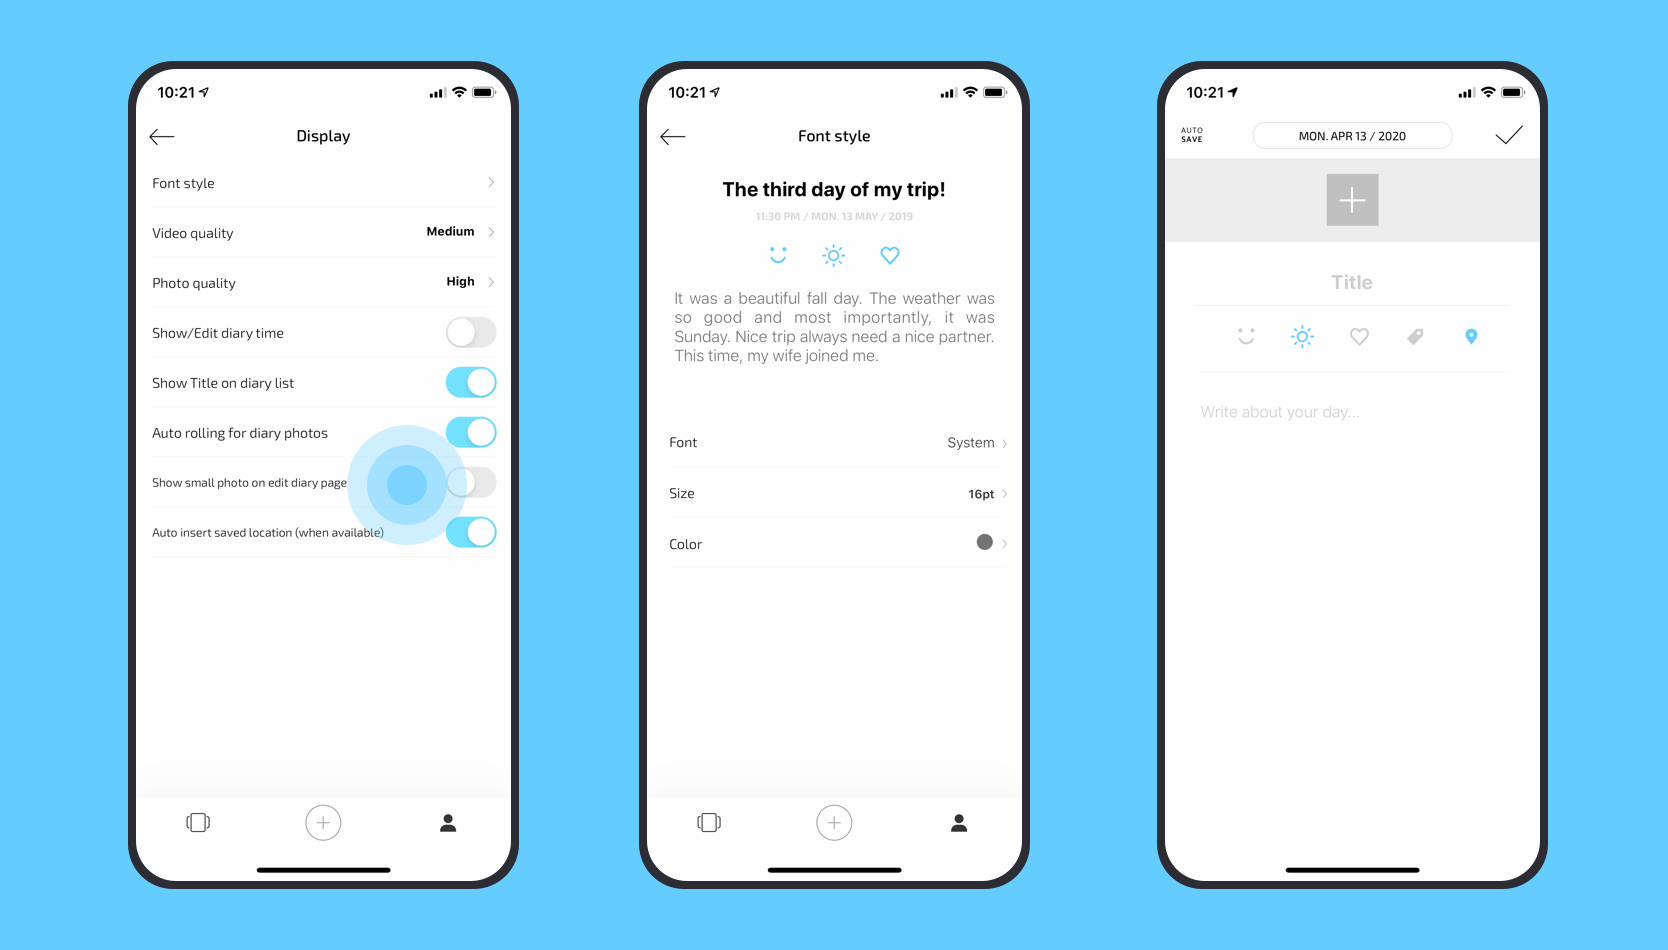 10:21
Display
Font style
Video quality Medium
Photo quality High
Show/Edit diary time
Show Title on diary list
Auto rolling for diary photos
Show small photo on edit diary page
Auto insert saved location (when available)
10:21
Font style
The third day of my trip!
11:30 PM / MON. 13 MAY / 2019
It was a beautiful fall day. The weather was
so good and most importantly, it was
Sunday. Nice trip always need a nice partner.
This time, my wife joined me.
Font System
Size 16pt
Color
10:21
AUTO
SAVE
MON. APR 13 / 2020
Title
Write about your day...